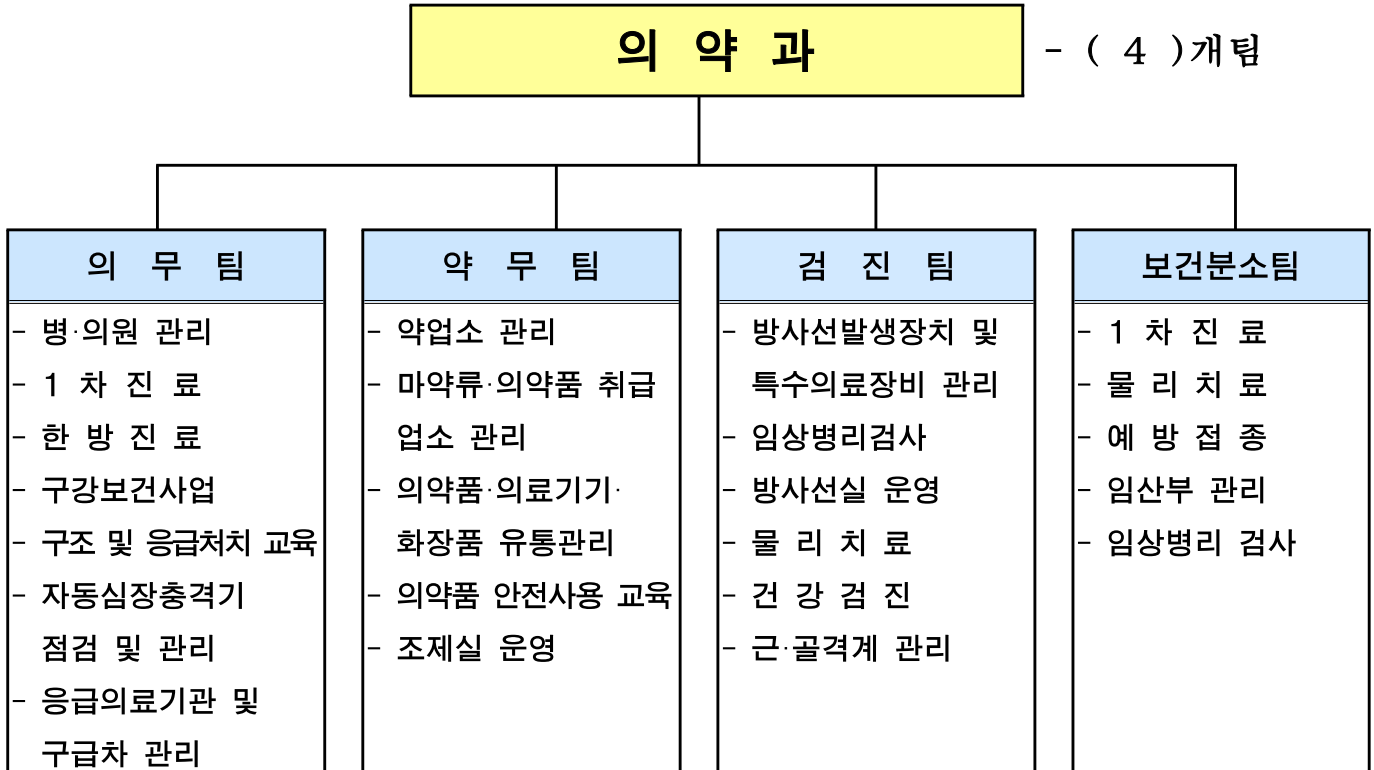 의 약 과
- ( 4 )개팀
의 무 팀
- 병·의원 관리
- 1 차 진 료
- 한 방 진 료
- 구강보건사업
- 구조 및 응급처치 교육
- 자동심장충격기
점검 및 관리
- 응급의료기관 및
구급차 관리
약 무 팀
- 약업소 관리
- 마약류·의약품 취급
업소 관리
- 의약품·의료기기·
화장품 유통관리
- 의약품 안전사용 교육
- 조제실 운영
검 진 팀
- 방사선발생장치 및
특수의료장비 관리
- 임상병리검사
- 방사선실 운영
- 물 리 치 료
- 건 강 검 진
- 근·골격계 관리
보건분소팀
- 1 차 진 료
- 물 리 치 료
- 예 방 접 종
- 임산부 관리
- 임상병리 검사